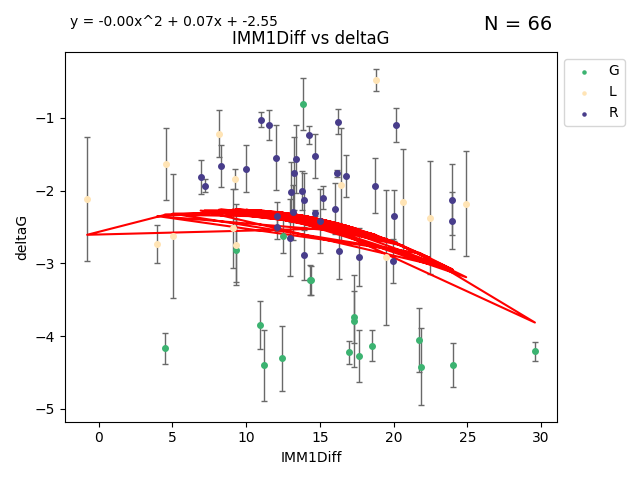 y = -0.00x^2 + 0.07x + -2.55
N = 66
IMM1Diff vs deltaG
G
L
R
deltaG
−1
−2
−3
−4
−5
0 5 10 15 20 25 30
IMM1Diff